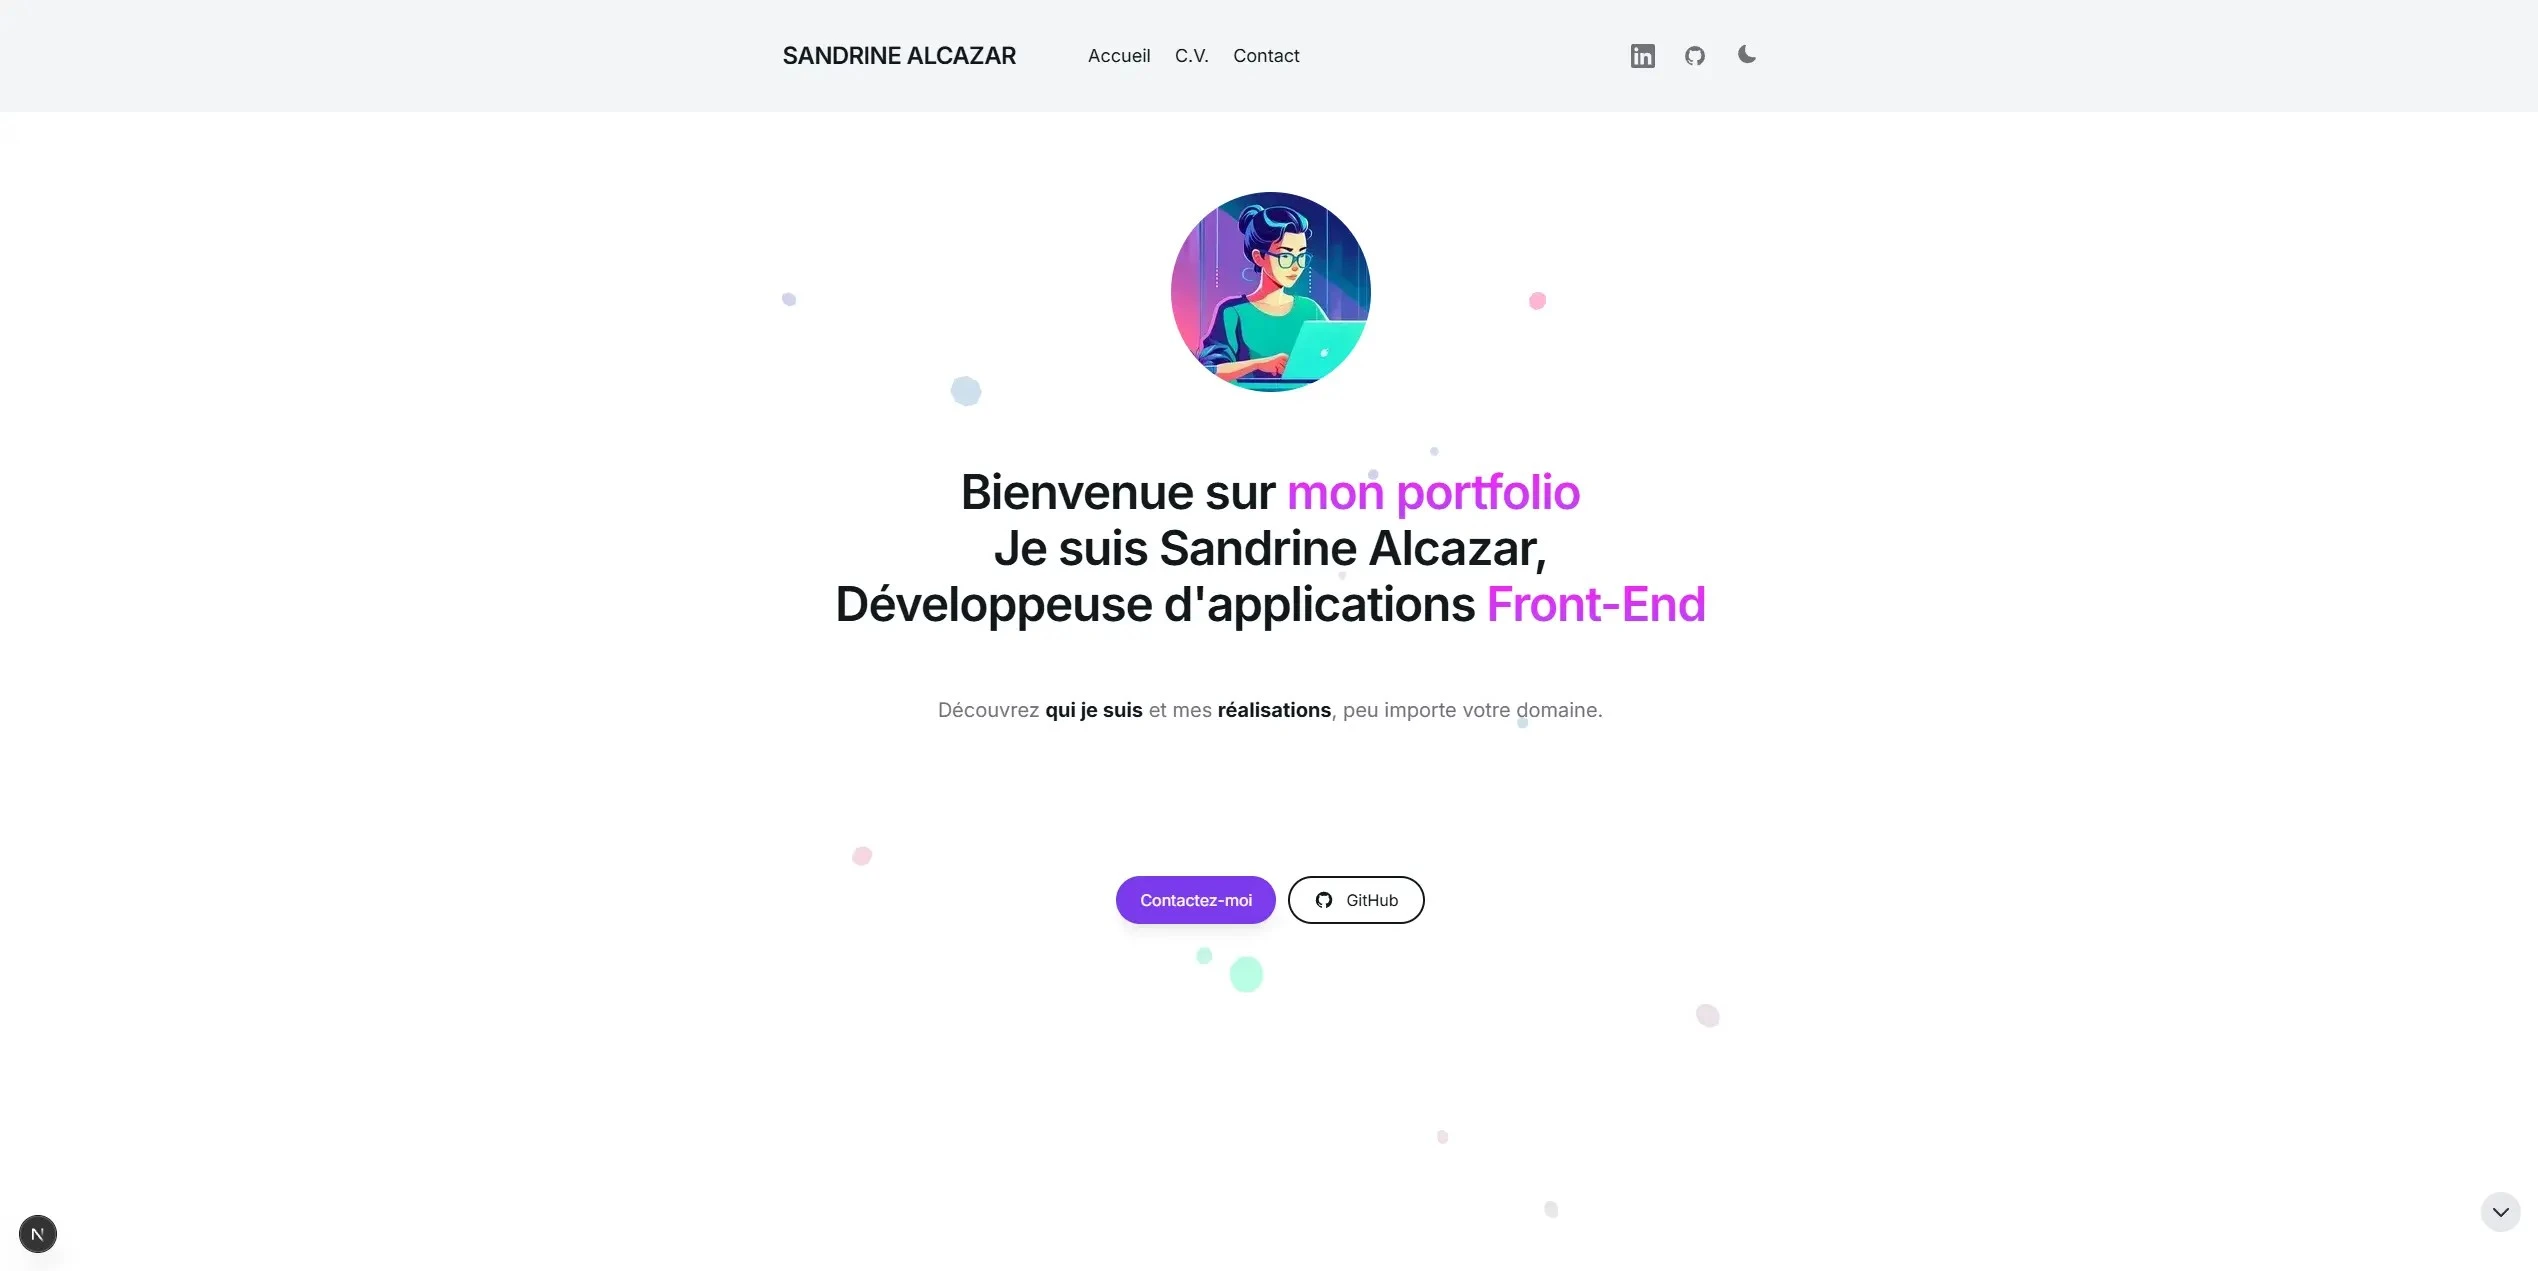 SANDRINE ALCAZAR Accueil C.V. Contact in
Bienvenue sur mon portfolio
Je suis Sandrine Alcazar,
Développeuse d'applications Front-End
Découvrez qui je suis et mes réalisations, peu importe votre domaine.
Contactez-moi GitHub
N